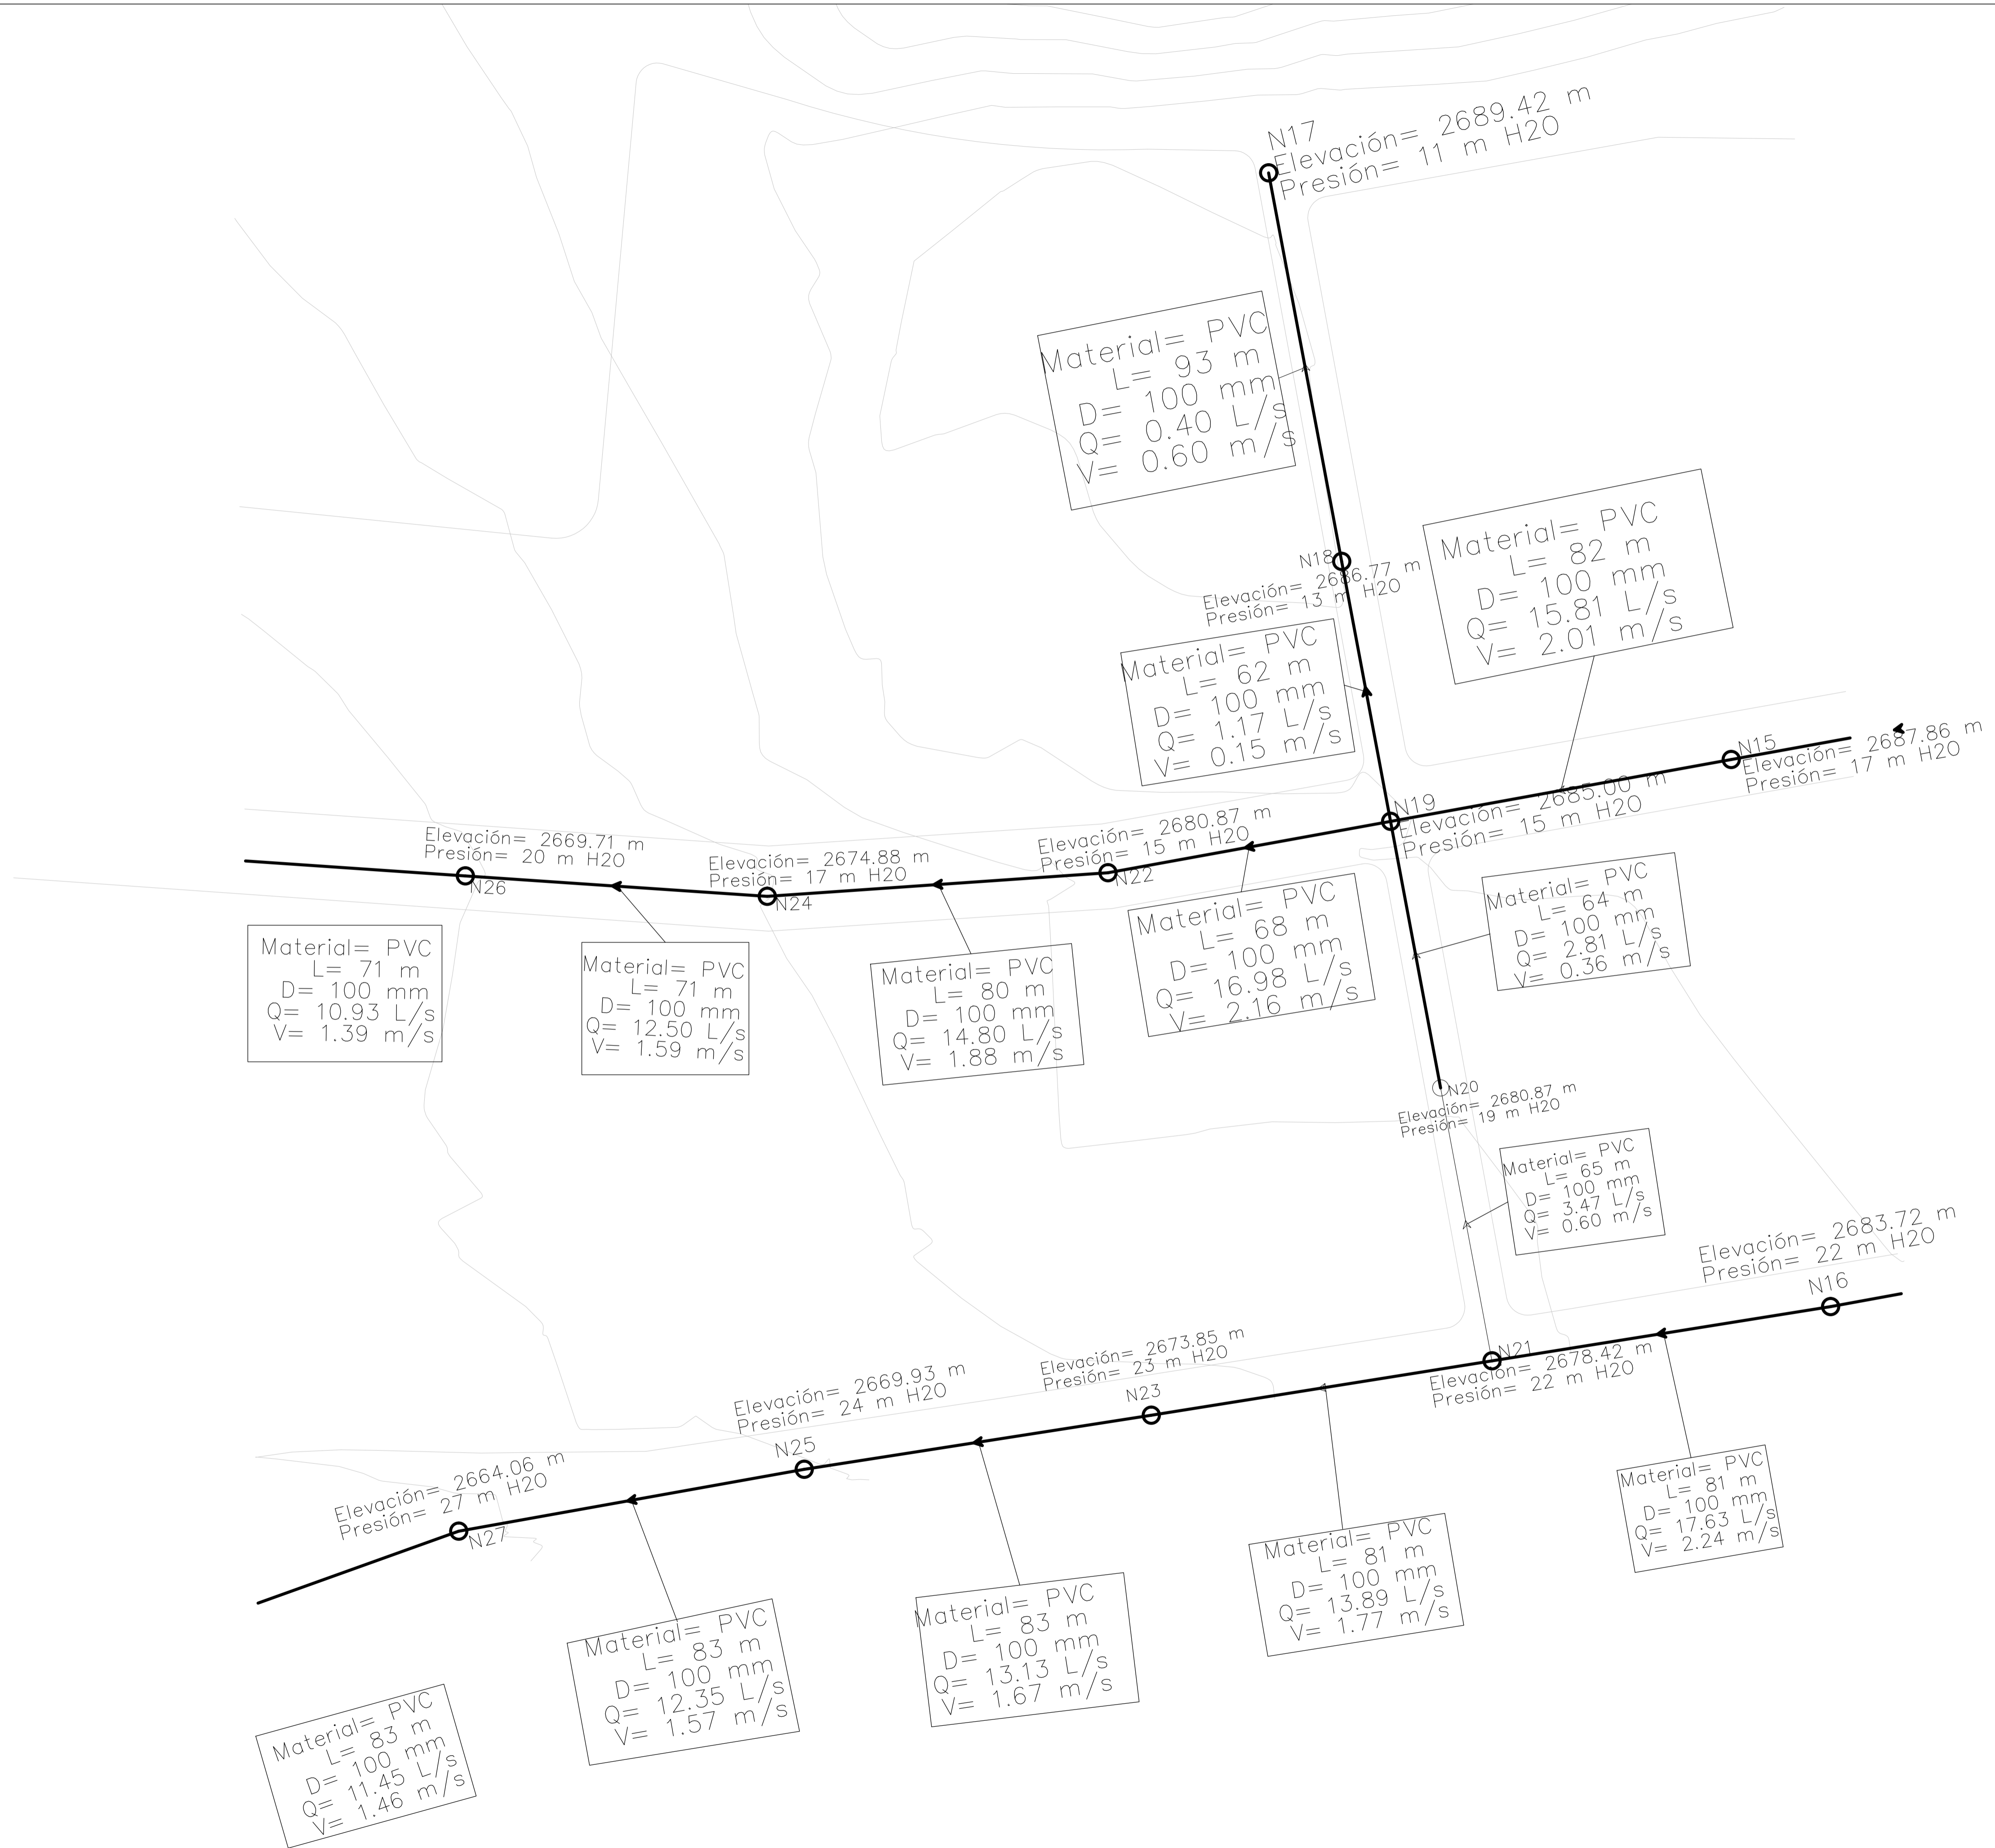 N17
Elevación= 2689.42 m
Presión= 11 m H2O
Material= PVC
L= 93 m
D= 100 mm
Q= 0.40 L/s
V= 0.60 m/s
N18
Elevación= 2686.77 m
Presión= 13 m H2O
Material= PVC
L= 82 m
D= 100 mm
Q= 15.81 L/s
V= 2.01 m/s
Material= PVC
L= 62 m
D= 100 mm
Q= 1.17 L/s
V= 0.15 m/s
N15
Elevación= 2687.86 m
Presión= 17 m H2O
N19
Elevación= 2685.00 m
Presión= 15 m H2O
Elevación= 2680.87 m
Presión= 15 m H2O
N22
Elevación= 2674.88 m
Presión= 17 m H2O
N24
Elevación= 2669.71 m
Presión= 20 m H2O
N26
Material= PVC
L= 71 m
D= 100 mm
Q= 10.93 L/s
V= 1.39 m/s
Material= PVC
L= 71 m
D= 100 mm
Q= 12.50 L/s
V= 1.59 m/s
Material= PVC
L= 80 m
D= 100 mm
Q= 14.80 L/s
V= 1.88 m/s
Material= PVC
L= 68 m
D= 100 mm
Q= 16.98 L/s
V= 2.16 m/s
Material= PVC
L= 64 m
D= 100 mm
Q= 2.81 L/s
V= 0.36 m/s
N20
Elevación= 2680.87 m
Presión= 19 m H2O
Material= PVC
L= 65 m
D= 100 mm
Q= 3.47 L/s
V= 0.60 m/s
Elevación= 2683.72 m
Presión= 22 m H2O
N16
N21
Elevación= 2678.42 m
Presión= 22 m H2O
Elevación= 2673.85 m
Presión= 23 m H2O
N23
Elevación= 2669.93 m
Presión= 24 m H2O
N25
Elevación= 2664.06 m
Presión= 27 m H2O
N27
Material= PVC
L= 81 m
D= 100 mm
Q= 17.63 L/s
V= 2.24 m/s
Material= PVC
L= 81 m
D= 100 mm
Q= 13.89 L/s
V= 1.77 m/s
Material= PVC
L= 83 m
D= 100 mm
Q= 13.13 L/s
V= 1.67 m/s
Material= PVC
L= 83 m
D= 100 mm
Q= 12.35 L/s
V= 1.57 m/s
Material= PVC
L= 83 m
D= 100 mm
Q= 11.45 L/s
V= 1.46 m/s